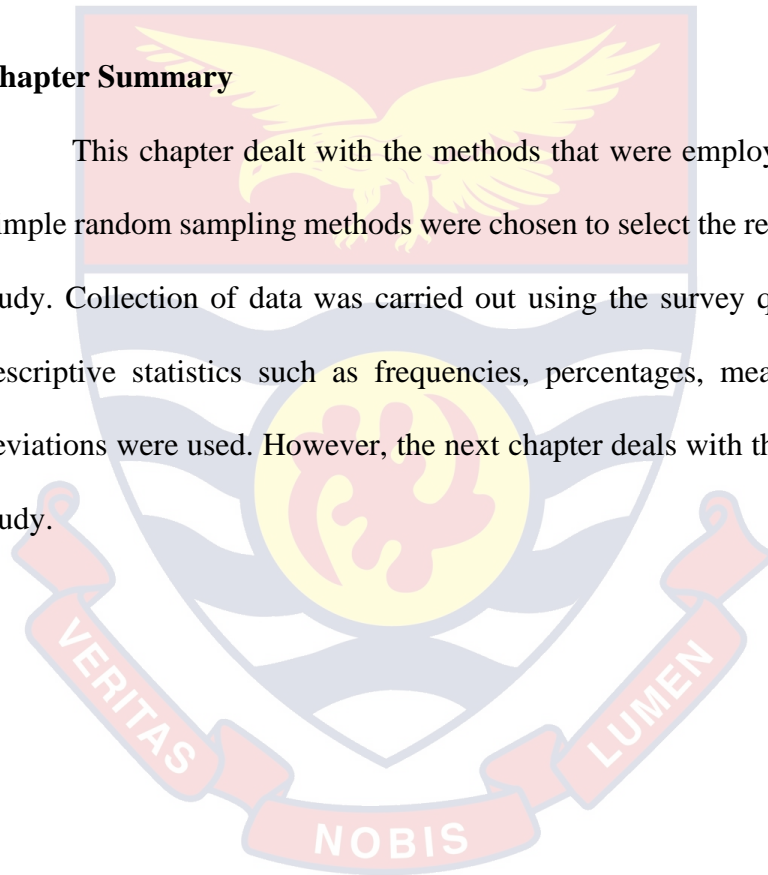 hapter Summary
This chapter dealt with the methods that were employ
imple random sampling methods were chosen to select the re
udy. Collection of data was carried out using the survey q
escriptive statistics such as frequencies, percentages, mea
eviations were used. However, the next chapter deals with th
udy.
VERITAS
NOBIS
LUMEN